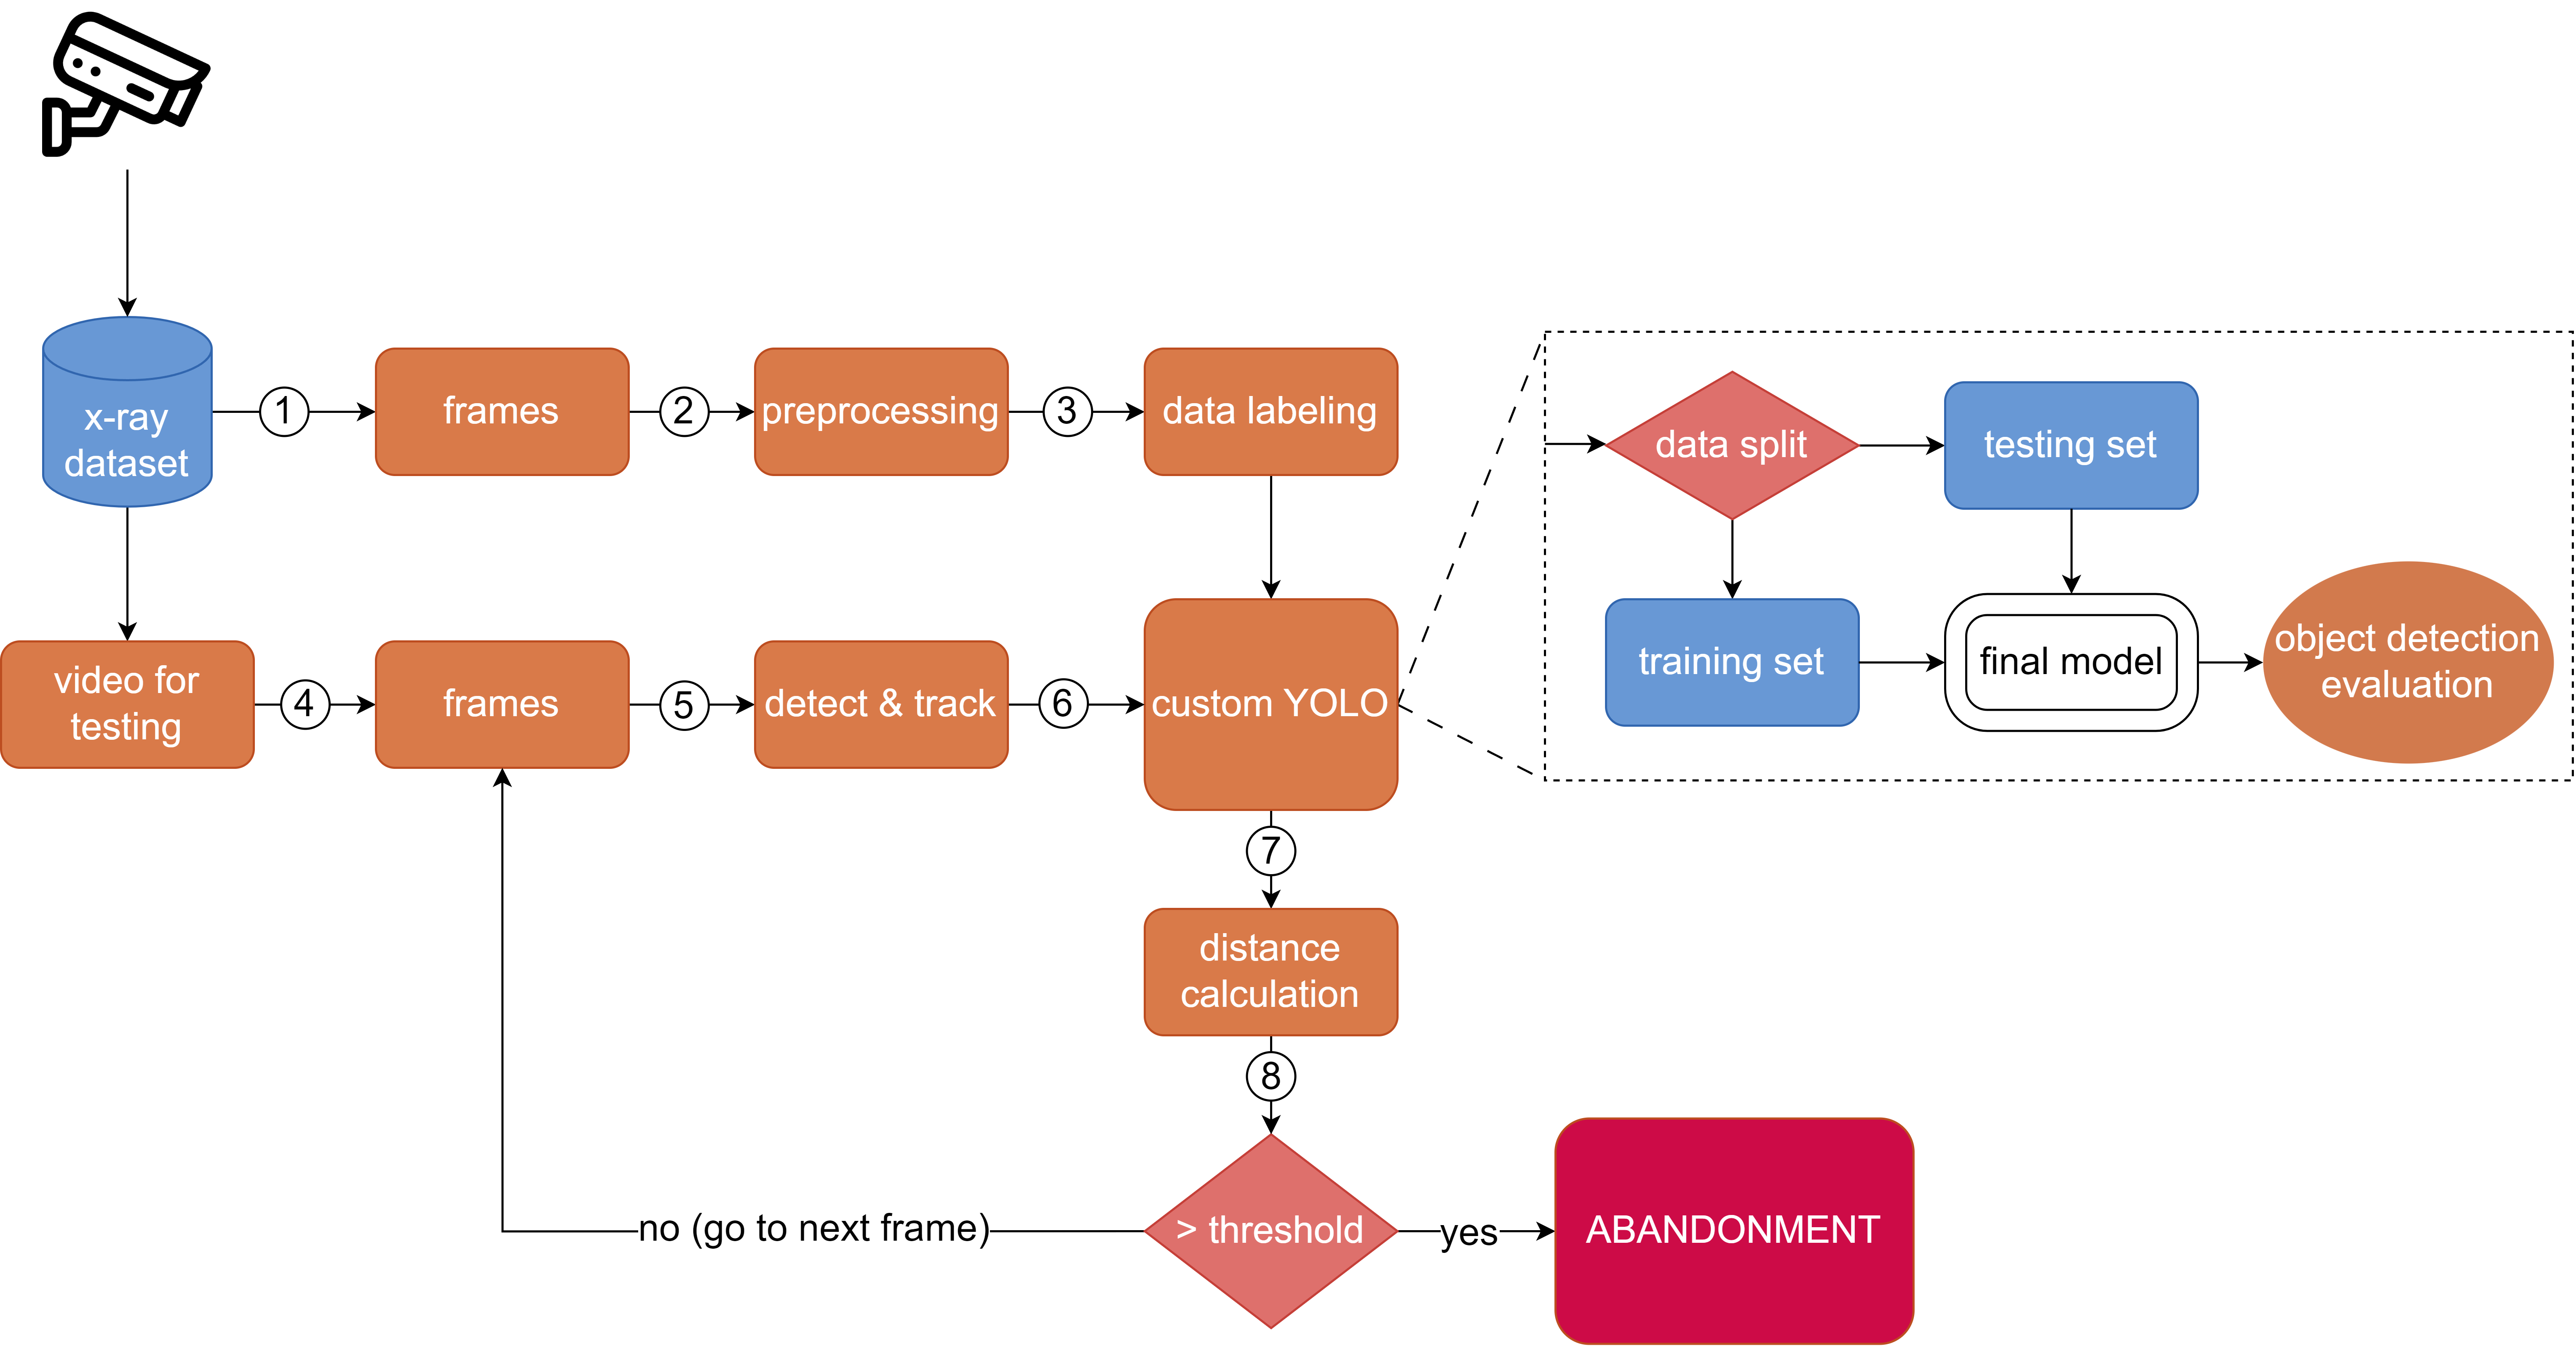 x-ray
dataset
1
frames
2
preprocessing
3
data labeling
video for
testing
4
frames
5
detect & track
6
custom YOLO
data split
testing set
training set
final model
object detection
evaluation
7
distance
calculation
8
> threshold
no (go to next frame)
yes
ABANDONMENT